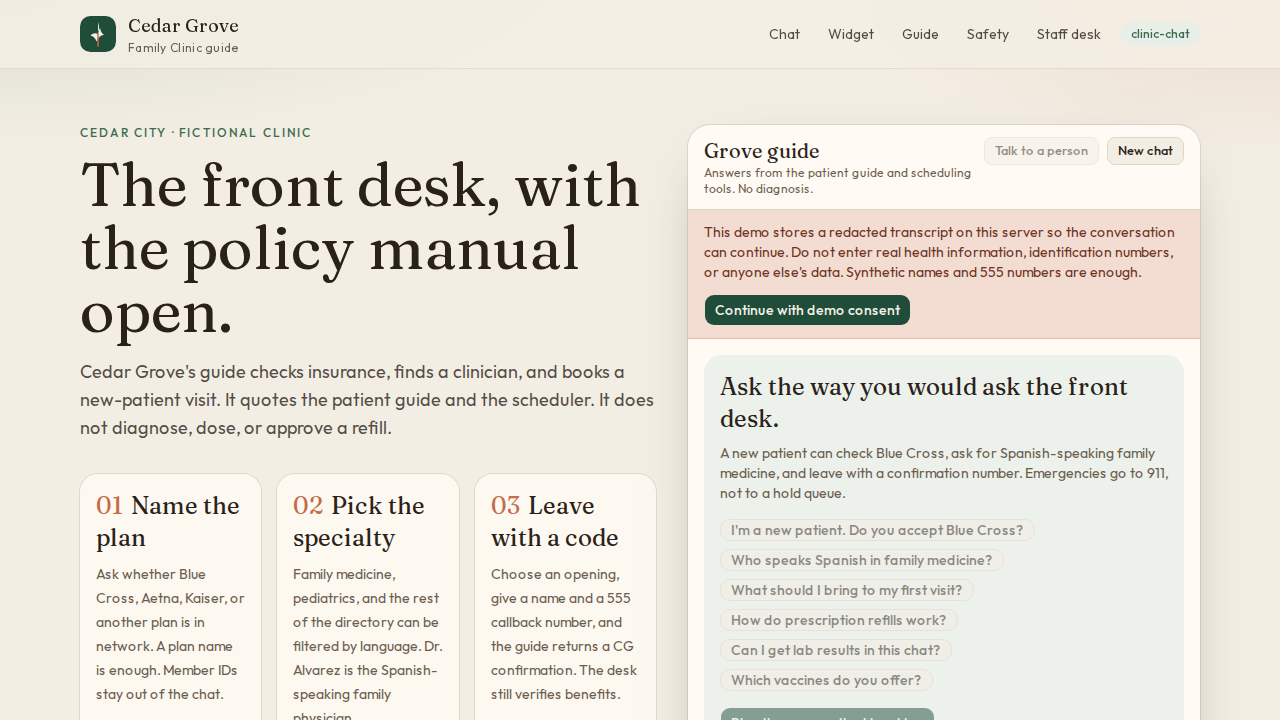 Cedar Grove
Family Clinic guide
Chat
Widget
Guide
Safety
Staff desk
clinic-chat
CEDAR CITY · FICTIONAL CLINIC
The front desk, with
the policy manual
open.
Cedar Grove's guide checks insurance, finds a clinician, and books a
new-patient visit. It quotes the patient guide and the scheduler. It does
not diagnose, dose, or approve a refill.
01 Name the
plan
Ask whether Blue
Cross, Aetna, Kaiser, or
another plan is in
network. A plan name
is enough. Member IDs
stay out of the chat.
02 Pick the
specialty
Family medicine,
pediatrics, and the rest
of the directory can be
filtered by language. Dr.
Alvarez is the Spanish-
speaking family
physician.
03 Leave
with a code
Choose an opening,
give a name and a 555
callback number, and
the guide returns a CG
confirmation. The desk
still verifies benefits.
Grove guide
Answers from the patient guide and scheduling
tools. No diagnosis.
Talk to a person
New chat
This demo stores a redacted transcript on this server so the conversation
can continue. Do not enter real health information, identification numbers,
or anyone else's data. Synthetic names and 555 numbers are enough.
Continue with demo consent
Ask the way you would ask the front
desk.
A new patient can check Blue Cross, ask for Spanish-speaking family
medicine, and leave with a confirmation number. Emergencies go to 911,
not to a hold queue.
I'm a new patient. Do you accept Blue Cross?
Who speaks Spanish in family medicine?
What should I bring to my first visit?
How do prescription refills work?
Can I get lab results in this chat?
Which vaccines do you offer?